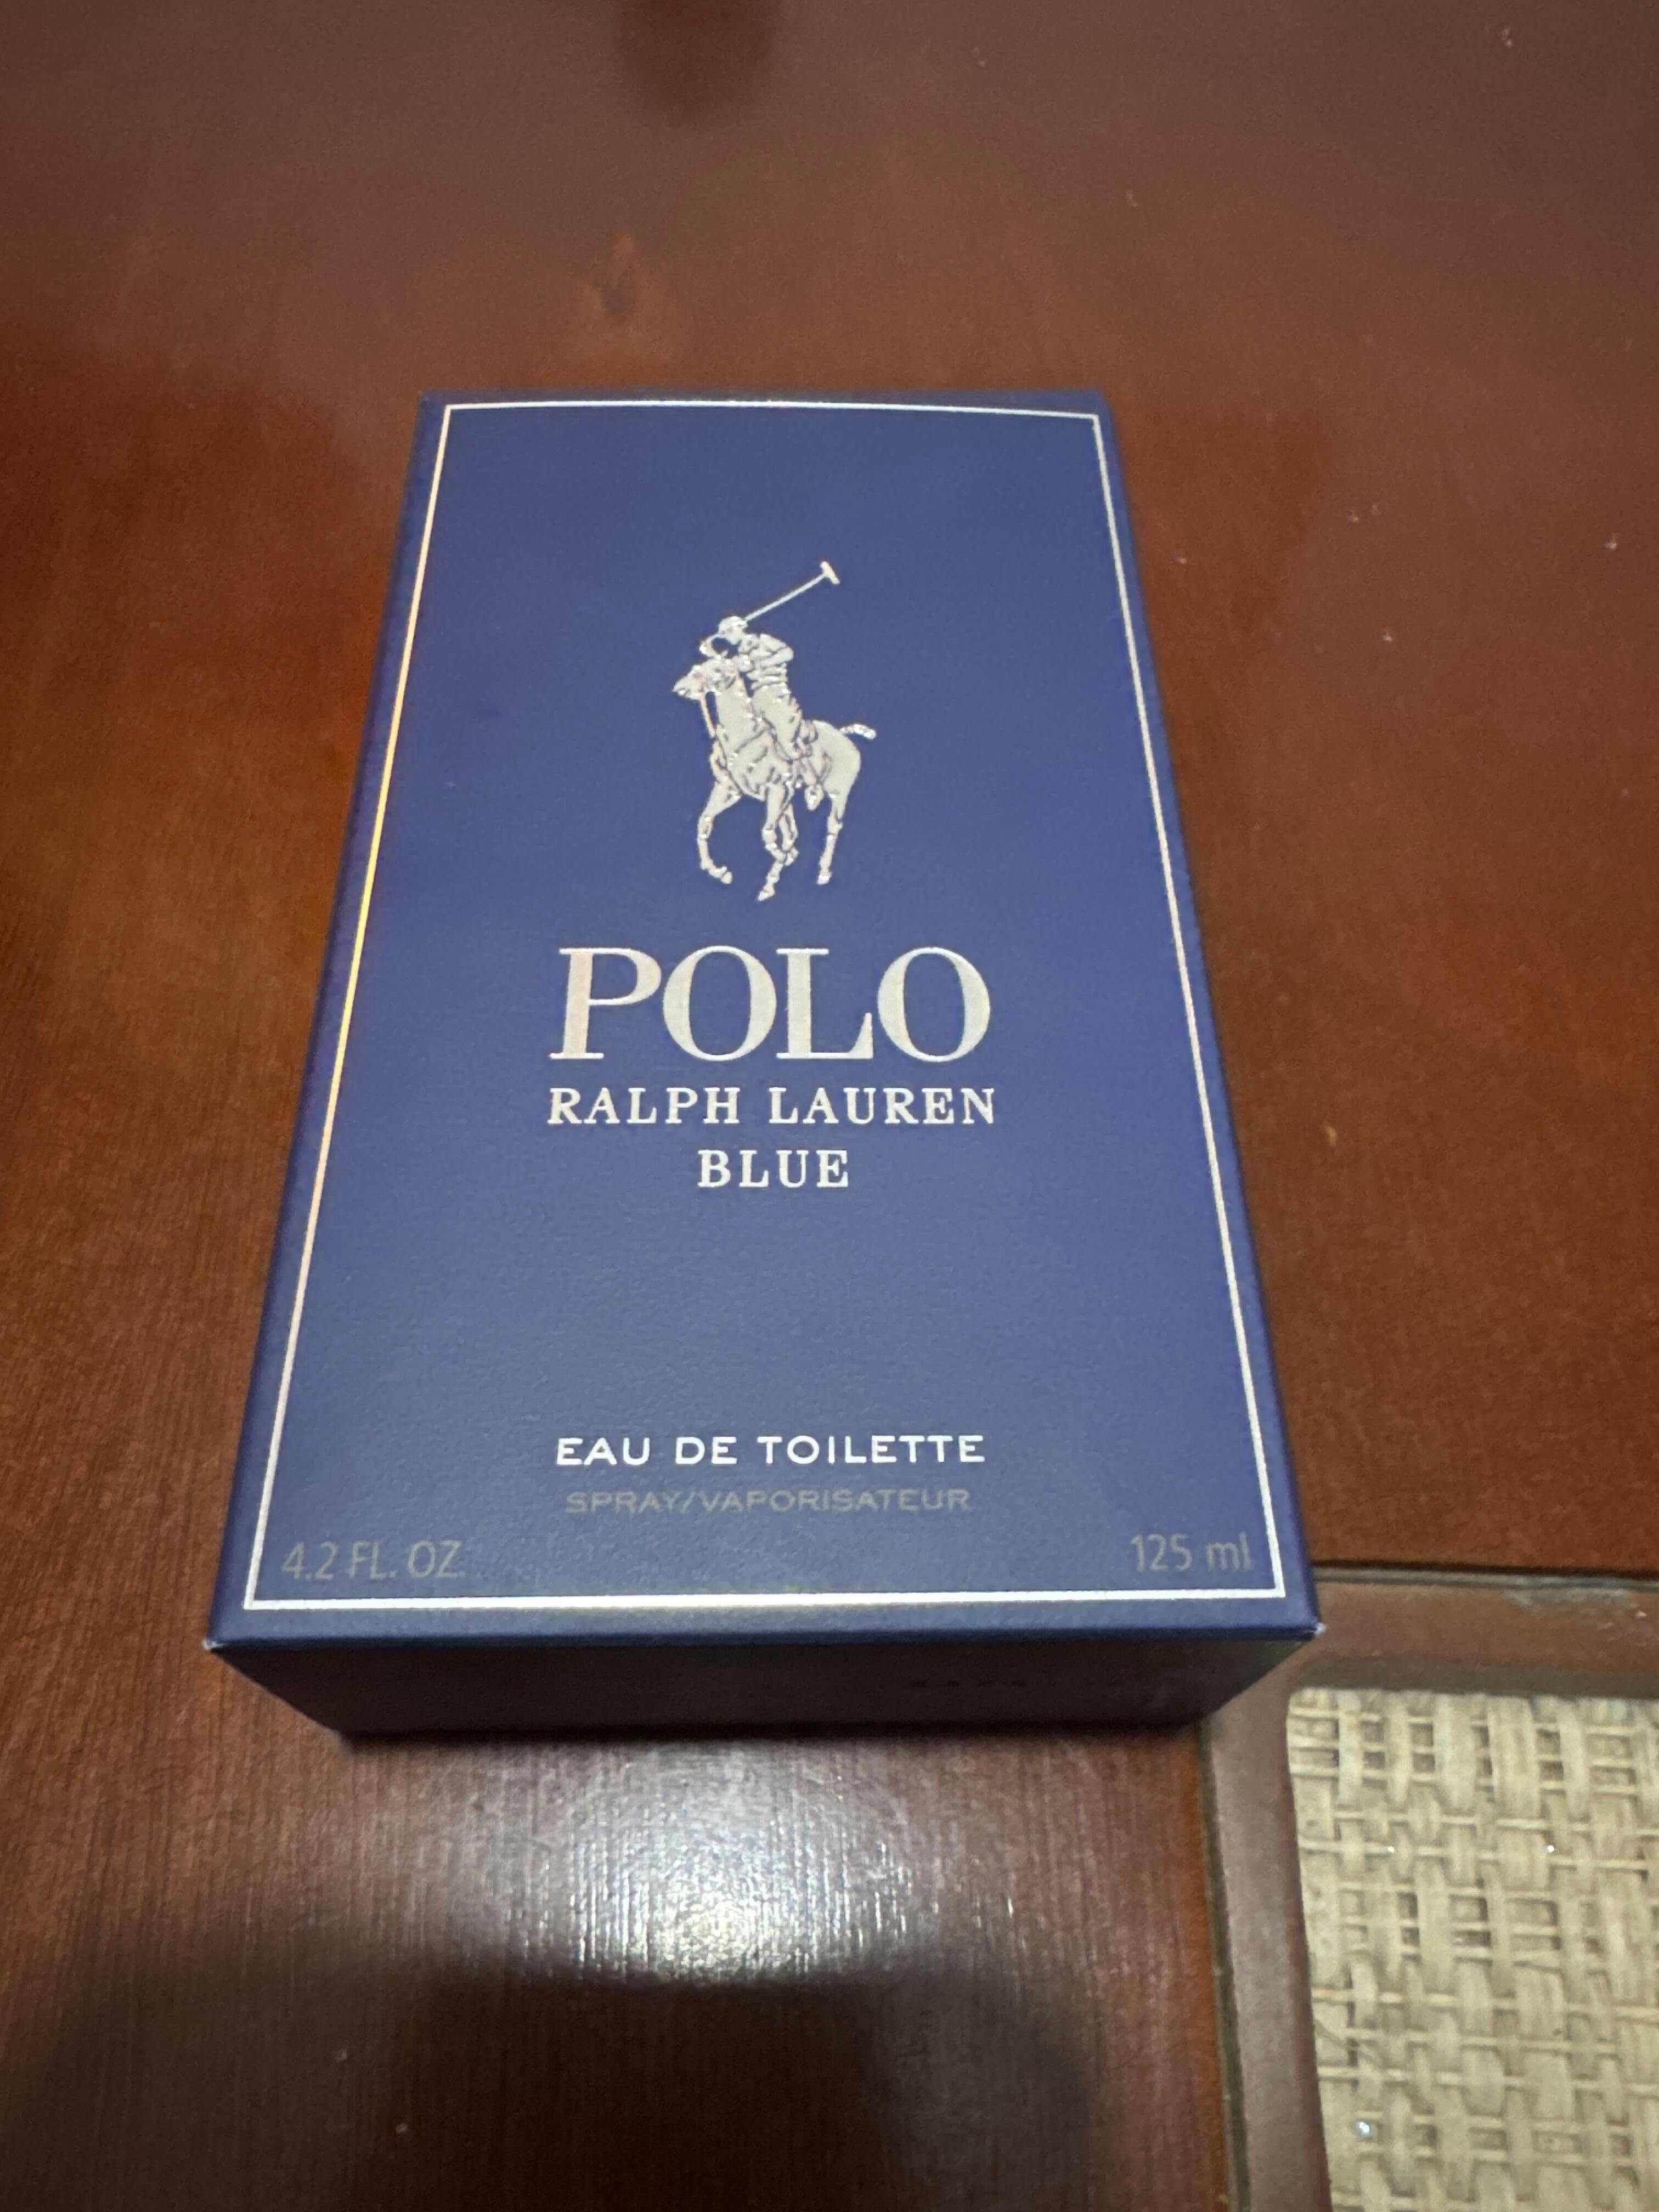 POLO
RALPH LAUREN
BLUE
EAU DE TOILETTE
SPRAY/VAPORISATEUR
4.2 FL. OZ. 125 ml